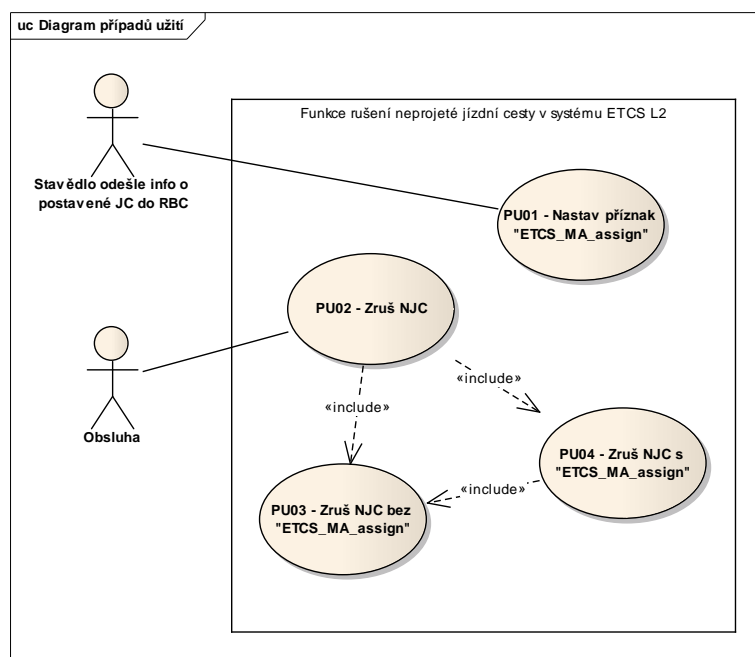 uc Diagram případů užití
Funkce rušení neprojeté jízdní cesty v systému ETCS L2
Stavědlo odešle info o
postavené JC do RBC
PU01 - Nastav příznak
"ETCS_MA_assign"
PU02 - Zruš NJC
«include»
«include»
Obsluha
PU04 - Zruš NJC s
"ETCS_MA_assign"
«include»
PU03 - Zruš NJC bez
"ETCS_MA_assign"